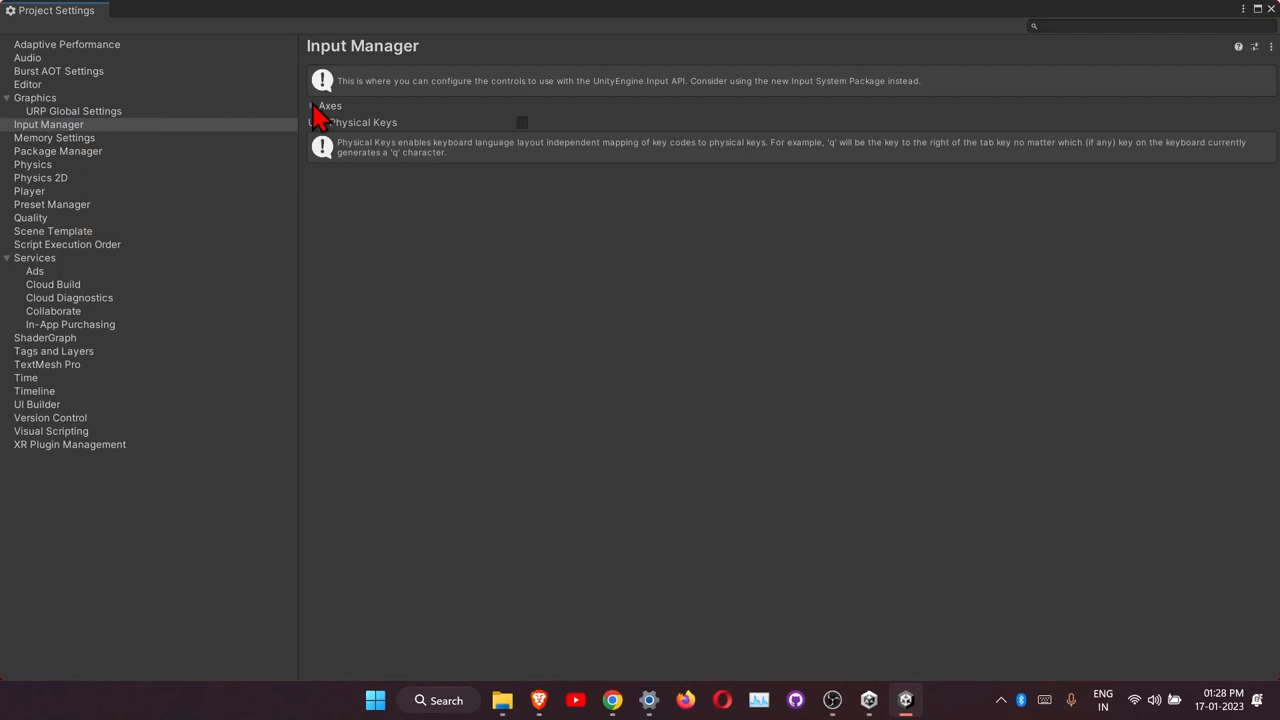 Project Settings
Adaptive Performance
Audio
Burst AOT Settings
Editor
Graphics
URP Global Settings
Input Manager
Memory Settings
Package Manager
Physics
Physics 2D
Player
Preset Manager
Quality
Scene Template
Script Execution Order
Services
Ads
Cloud Build
Cloud Diagnostics
Collaborate
In-App Purchasing
ShaderGraph
Tags and Layers
TextMesh Pro
Time
Timeline
UI Builder
Version Control
Visual Scripting
XR Plugin Management
Input Manager
This is where you can configure the controls to use with the UnityEngine.Input API. Consider using the new Input System Package instead.
Axes
Physical Keys
Physical Keys enables keyboard language layout independent mapping of key codes to physical keys. For example, 'q' will be the key to the right of the tab key no matter which (if any) key on the keyboard currently
generates a 'q' character.
Search
ENG
IN
01:28 PM
17-01-2023